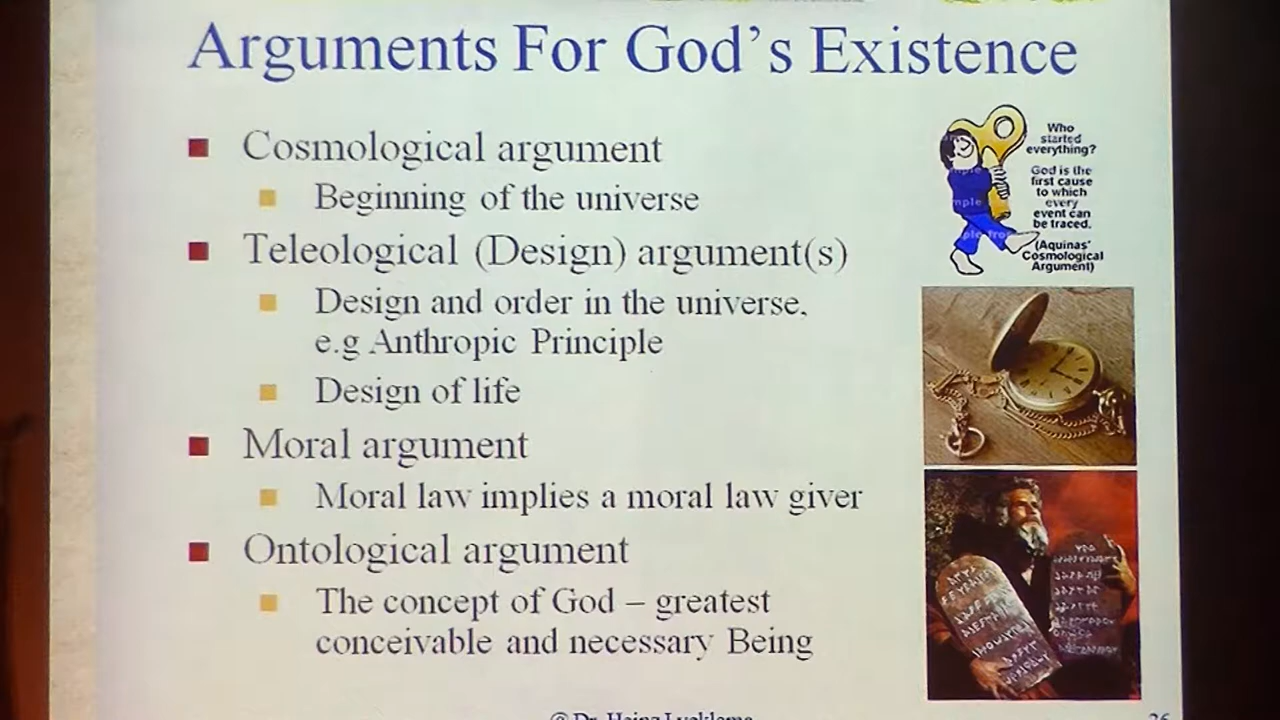 Arguments For God's Existence
Cosmological argument
Beginning of the universe
Teleological (Design) argument(s)
Design and order in the universe.
e.g Anthropic Principle
Design of life
Moral argument
Moral law implies a moral law giver
Ontological argument
The concept of God – greatest
conceivable and necessary Being
Who
started
everything?
God is the
first cause
to which
every
event can
be traced.
(Aquinas'
Cosmological
Argument)